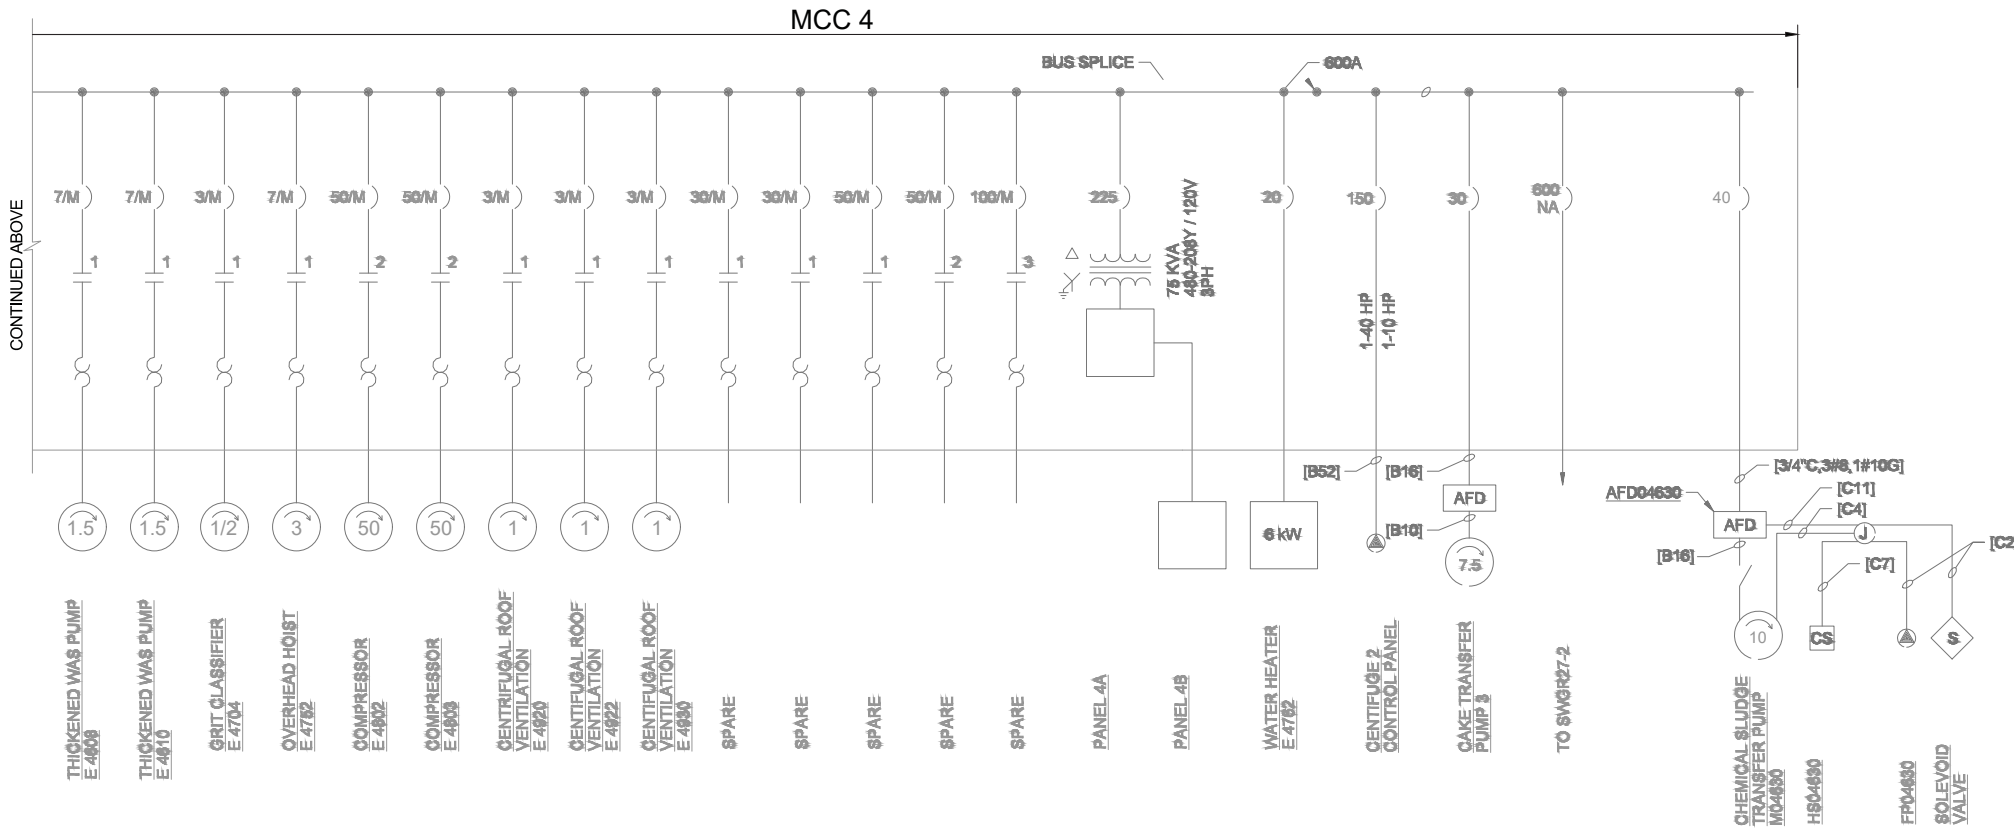 MCC 4
BUS SPLICE
600A
CONTINUED ABOVE
7/M
7/M
3/M
7/M
50/M
50/M
3/M
3/M
3/M
30/M
30/M
50/M
50/M
100/M
225
20
150
30
600
NA
40
1
1
1
1
2
2
1
1
1
1
1
1
2
3
75 KVA
480-208Y / 120V
3PH
1-40 HP
1-10 HP
[B52]
[B16]
AFD
[B10]
[3/4"C,3#8,1#10G]
AFD04630
[C11]
[C4]
AFD
J
[B16]
[C7]
[C2
1.5
1.5
1/2
3
50
50
1
1
1
6 kW
7.5
10
CS
S
THICKENED WAS PUMP
THICKENED WAS PUMP
E 4610
GRIT CLASSIFIER
E 4704
OVERHEAD HOIST
E 4752
COMPRESSOR
E 4602
COMPRESSOR
E 4603
CENTRIFUGAL ROOF
VENTILATION
E 4920
CENTIFUGAL ROOF
VENTILATION
E 4922
CENTIFUGAL ROOF
VENTILATION
E 4930
SPARE
SPARE
SPARE
SPARE
SPARE
PANEL 4A
PANEL 4B
WATER HEATER
E 4762
CENTIFUGE 2
CONTROL PANEL
CAKE TRANSFER
PUMP 3
TO SWGR27-2
CHEMICAL SLUDGE
TRANSFER PUMP
M04630
HS04630
FP04630
SOLEVOID
VALVE